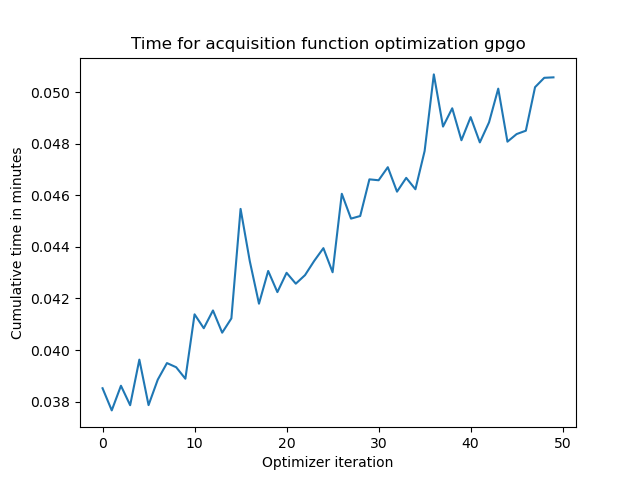 Time for acquisition function optimization gpgo
Cumulative time in minutes
0.050
0.048
0.046
0.044
0.042
0.040
0.038
0 10 20 30 40 50
Optimizer iteration